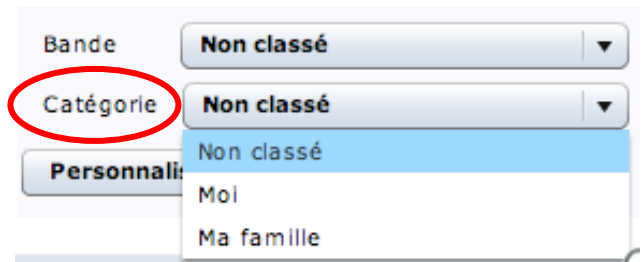 Bande Non classé
Catégorie Non classé
Non classé
Personnalis
Moi
Ma famille